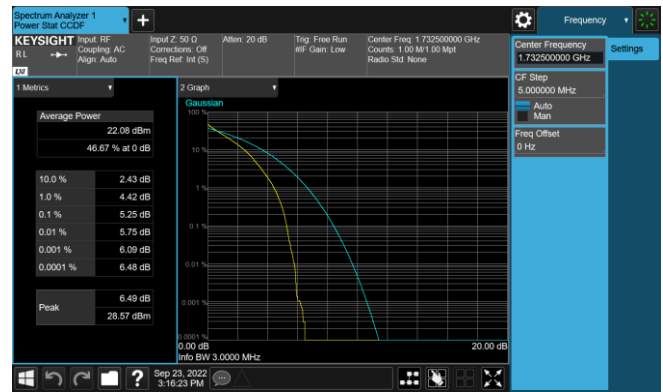 Spectrum Analyzer 1
Power Stat CCDF
Frequency
KEYSIGHT
R L
LXI
Input: RF
Coupling: AC
Align: Auto
Input Z: 50 Ω
Corrections: Off
Freq Ref: Int (S)
Atten: 20 dB
Trig: Free Run
#IF Gain: Low
Center Freq: 1.732500000 GHz
Counts: 1.00 M/1.00 Mpt
Radio Std: None
Center Frequency
1.732500000 GHz
Settings
CF Step
5.000000 MHz
Auto
Man
Freq Offset
0 Hz
1 Metrics
Average Power
22.08 dBm
46.67 % at 0 dB
10.0 % 2.43 dB
1.0 % 4.42 dB
0.1 % 5.25 dB
0.01 % 5.75 dB
0.001 % 6.09 dB
0.0001 % 6.48 dB
Peak
6.49 dB
28.57 dBm
2 Graph
Gaussian
100 %
10 %
1 %
0.1 %
0.01 %
0.001 %
0.0001 %
0.00 dB 20.00 dB
Info BW 3.0000 MHz
?
Sep 23, 2022
3:16:23 PM